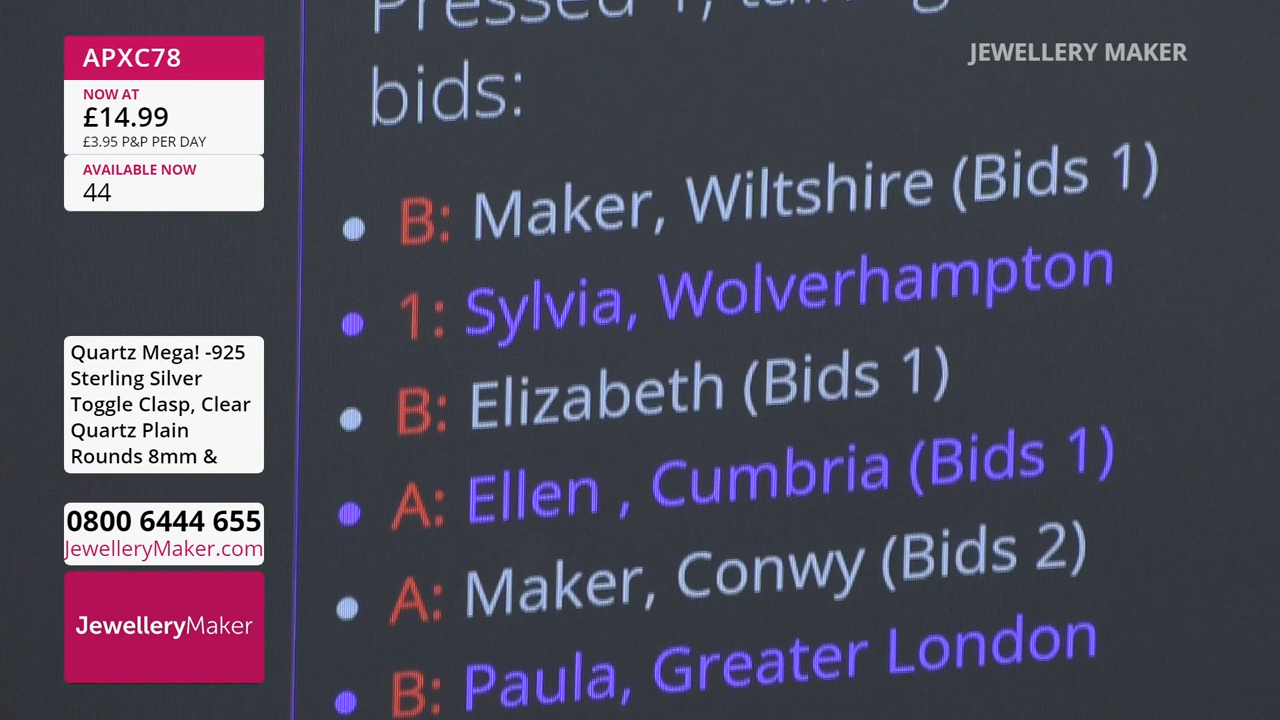 APXC78
NOW AT
£14.99
£3.95 P&P PER DAY
AVAILABLE NOW
44
Quartz Mega! -925
Sterling Silver
Toggle Clasp, Clear
Quartz Plain
Rounds 8mm &
0800 6444 655
JewelleryMaker.com
JewelleryMaker
JEWELLERY MAKER
Pressed 1,
bids:
• B: Maker, Wiltshire (Bids 1)
• 1: Sylvia, Wolverhampton
• B: Elizabeth (Bids 1)
• A: Ellen , Cumbria (Bids 1)
• A: Maker, Conwy (Bids 2)
• B: Paula, Greater London